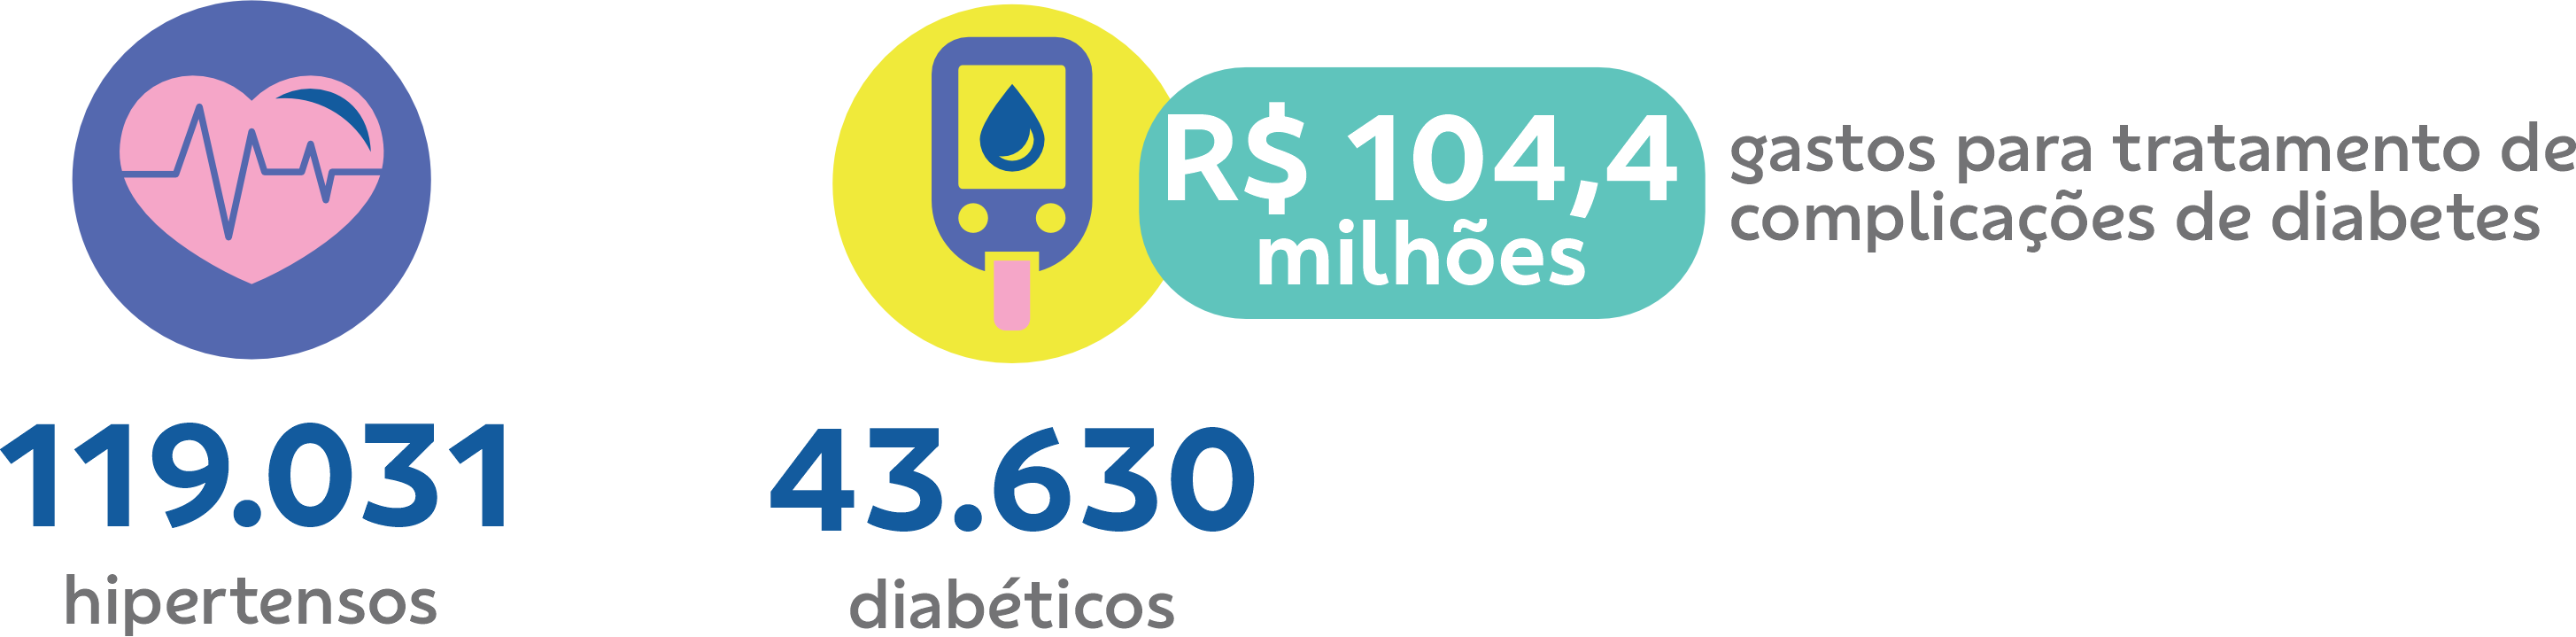 119.031
hipertensos
R$ 104,4
milhões
gastos para tratamento de
complicações de diabetes
43.630
diabéticos